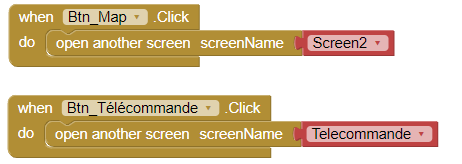 when Btn_Map .Click
do open another screen screenName Screen2
when Btn_Télécommande .Click
do open another screen screenName Telecommande